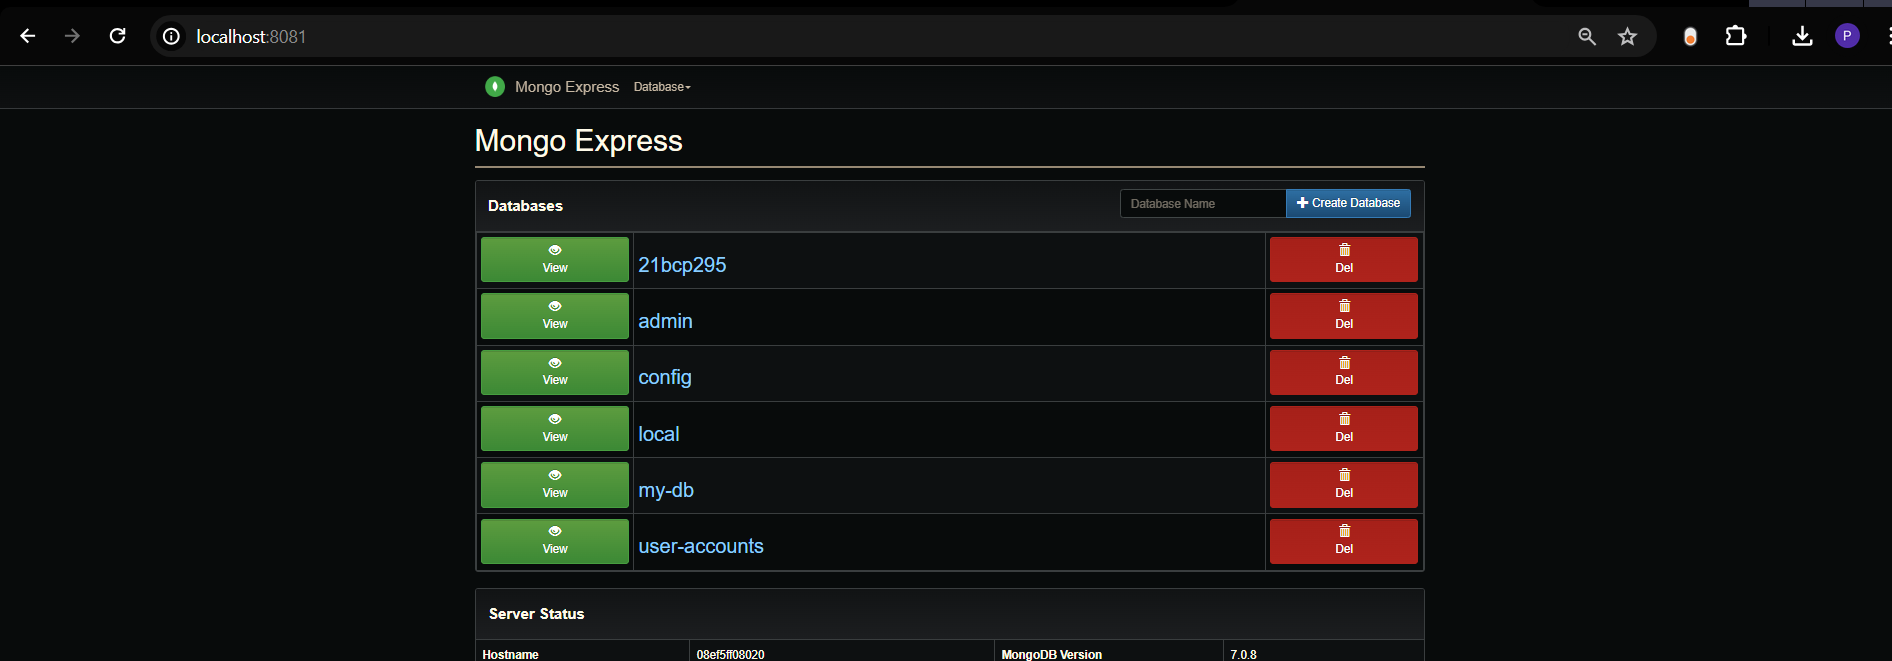 localhost:8081
P
Mongo Express Database
Mongo Express
Databases
Database Name
Create Database
View 21bcp295 Del
View admin Del
View config Del
View local Del
View my-db Del
View user-accounts Del
Server Status
Hostname 08ef5ff08020 MongoDB Version 7.0.8